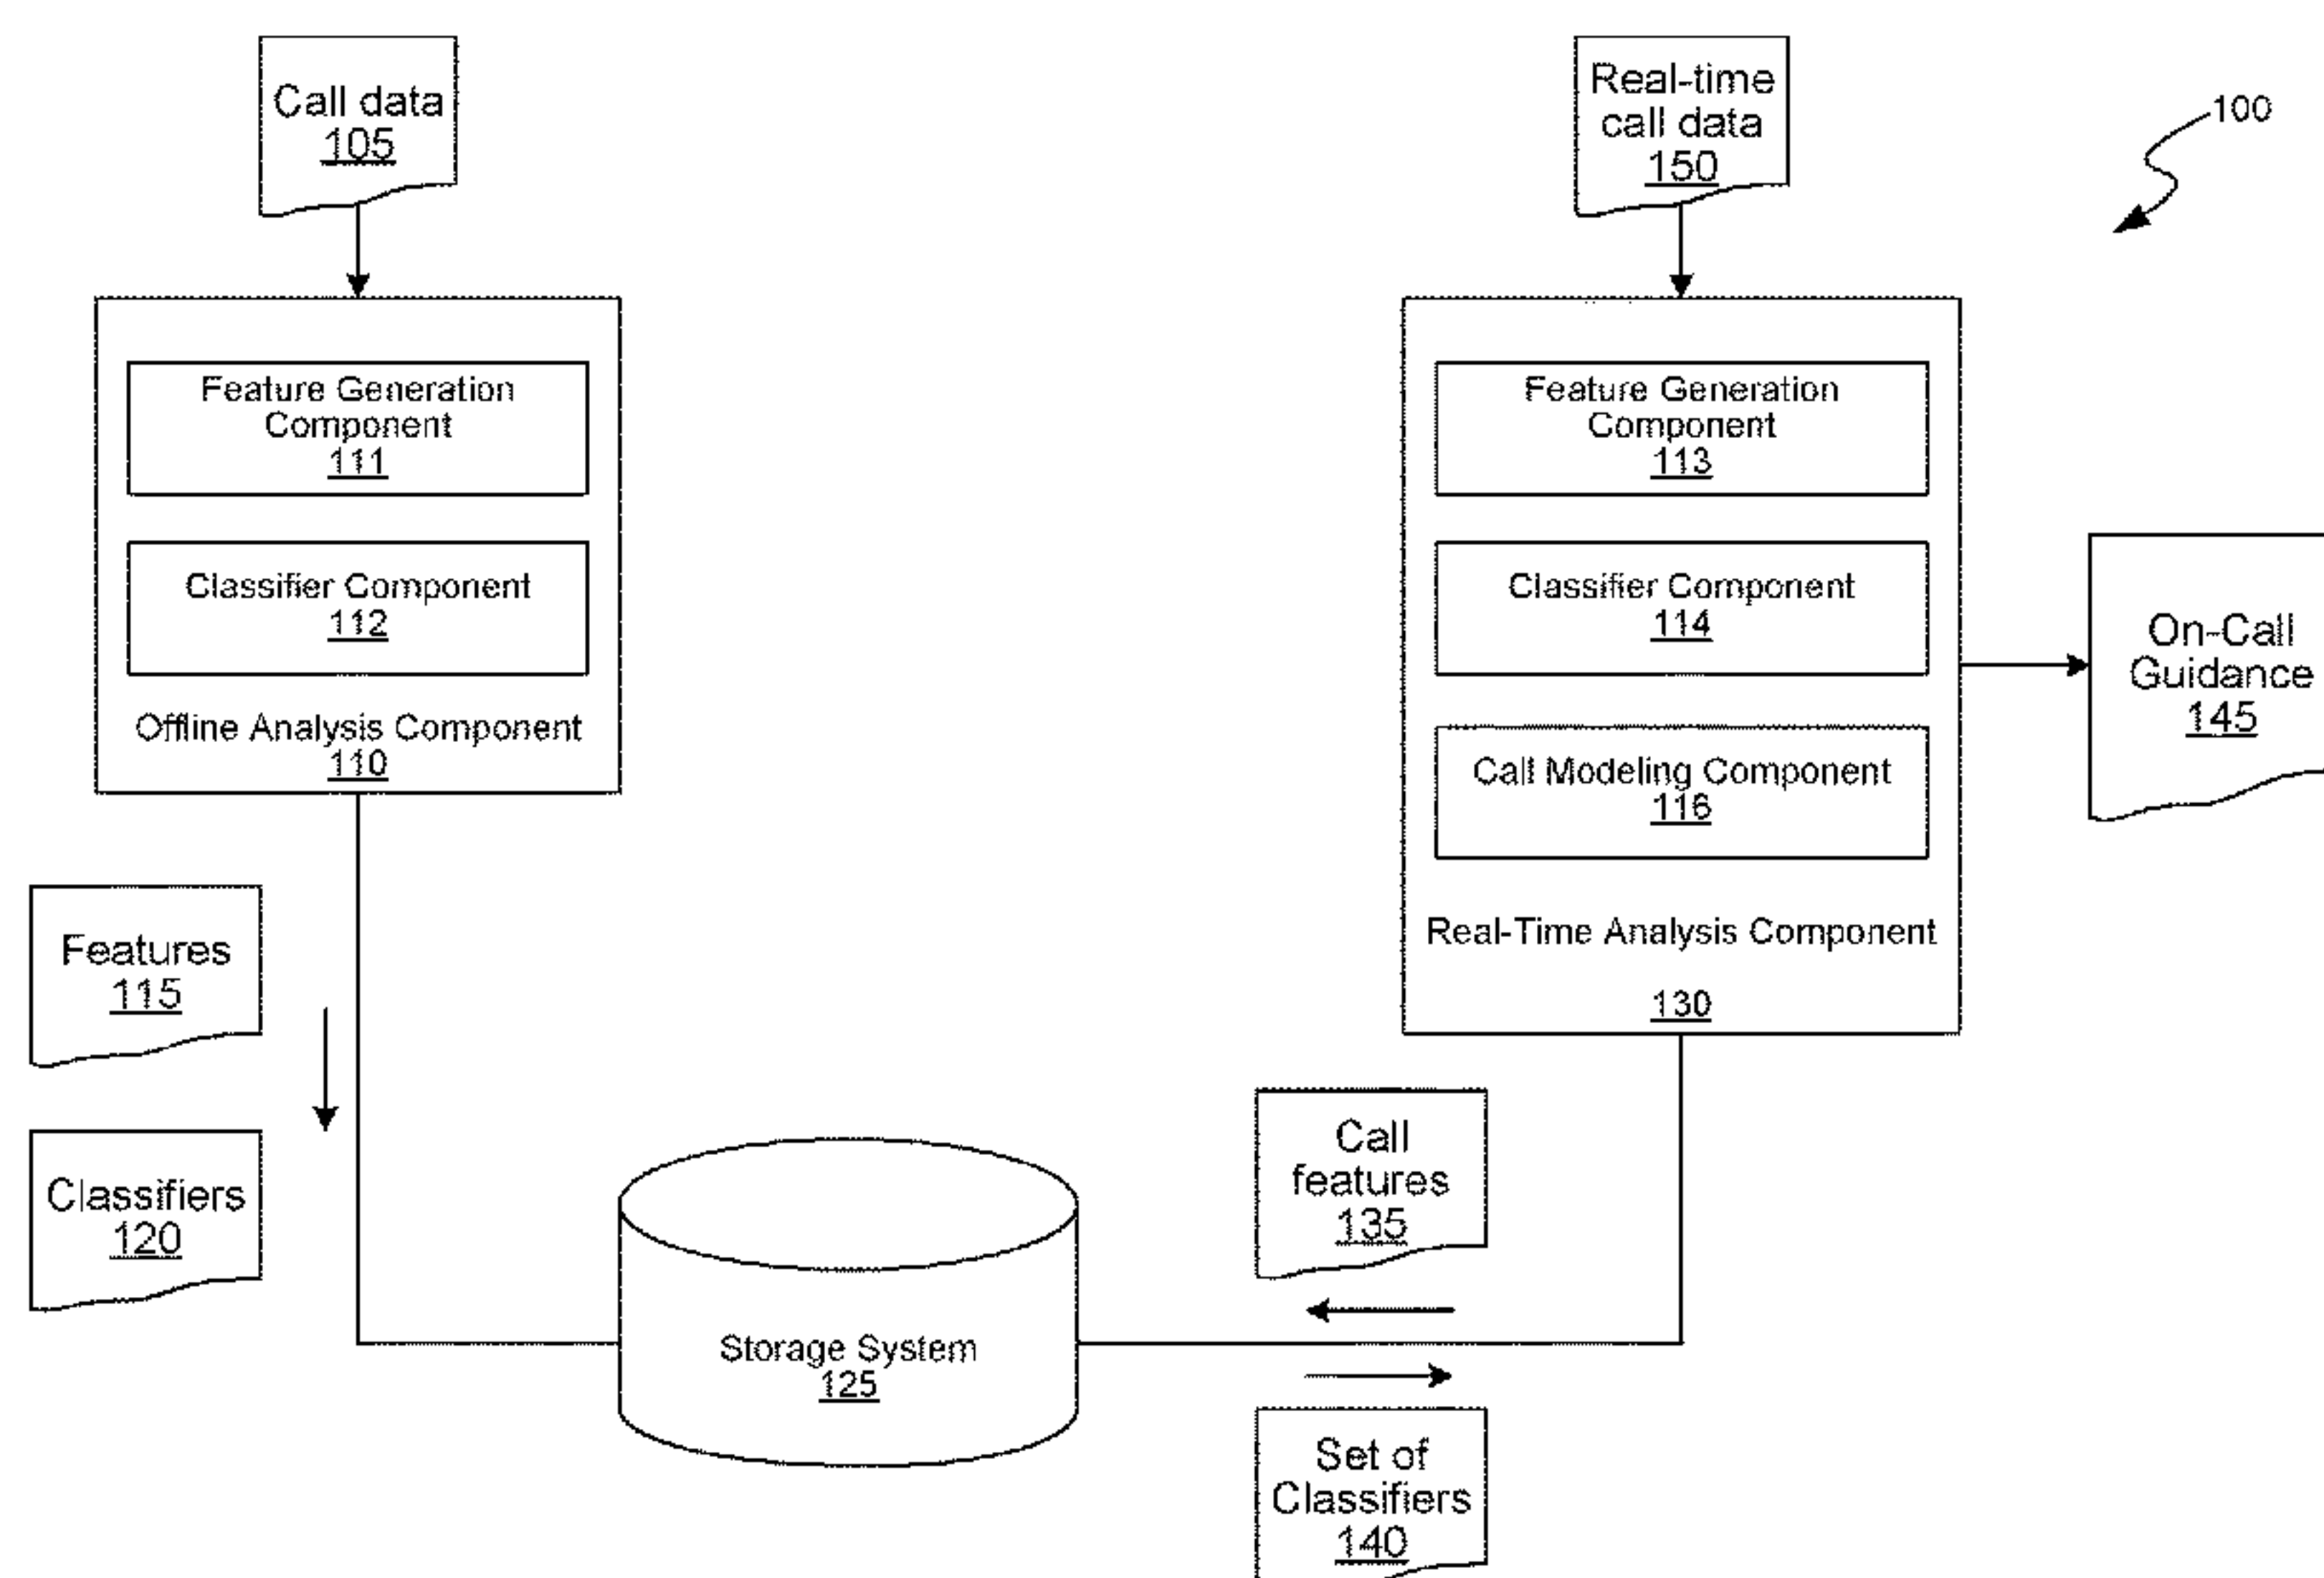 Call data
105
Real-time
call data
150
100
Feature Generation
Component
111
Classifier Component
112
Offline Analysis Component
110
Feature Generation
Component
113
Classifier Component
114
Call Modeling Component
116
Real-Time Analysis Component
130
On-Call
Guidance
145
Features
115
Classifiers
120
Storage System
125
Call
features
135
Set of
Classifiers
140